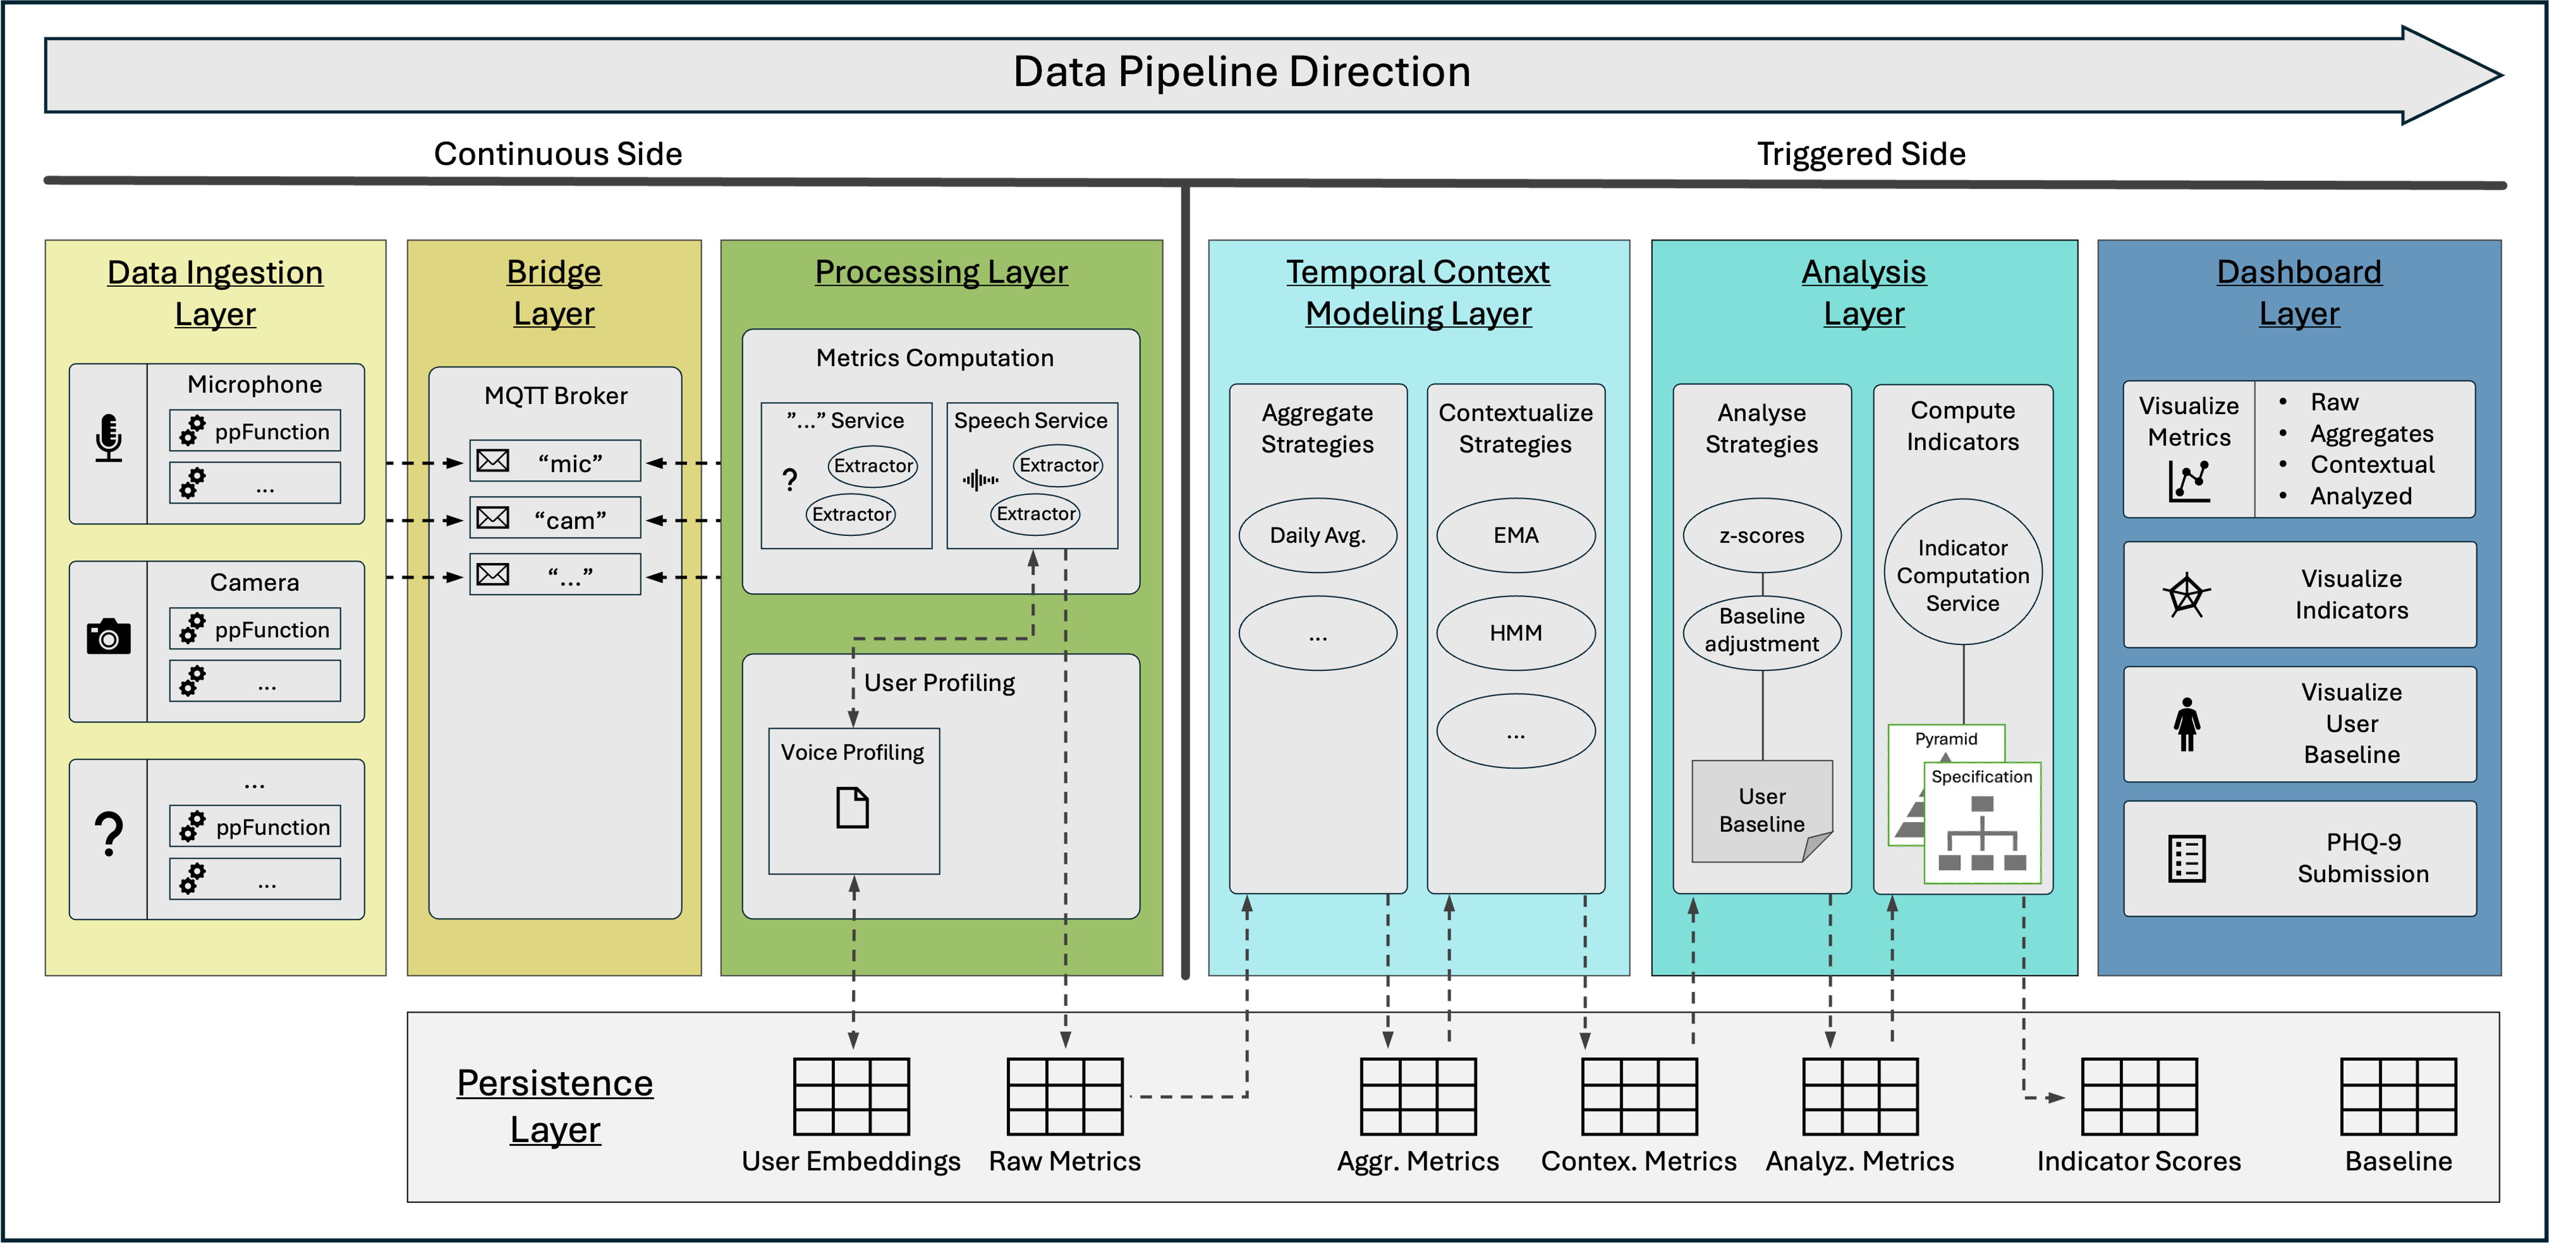 Data Pipeline Direction
Continuous Side
Triggered Side
Data Ingestion
Layer
Microphone
ppFunction
...
Camera
ppFunction
...
...
?
ppFunction
...
Bridge
Layer
MQTT Broker
“mic”
“cam”
“...”
Processing Layer
Metrics Computation
”...” Service
?
Extractor
Extractor
Speech Service
Extractor
Extractor
User Profiling
Voice Profiling
Temporal Context
Modeling Layer
Aggregate
Strategies
Daily Avg.
...
Contextualize
Strategies
EMA
HMM
...
Analysis
Layer
Analyse
Strategies
z-scores
Baseline
adjustment
User
Baseline
Compute
Indicators
Indicator
Computation
Service
Pyramid
Specification
Dashboard
Layer
Visualize
Metrics
• Raw
• Aggregates
• Contextual
• Analyzed
Visualize
Indicators
Visualize
User
Baseline
PHQ-9
Submission
Persistence
Layer
User Embeddings
Raw Metrics
Aggr. Metrics
Contex. Metrics
Analyz. Metrics
Indicator Scores
Baseline